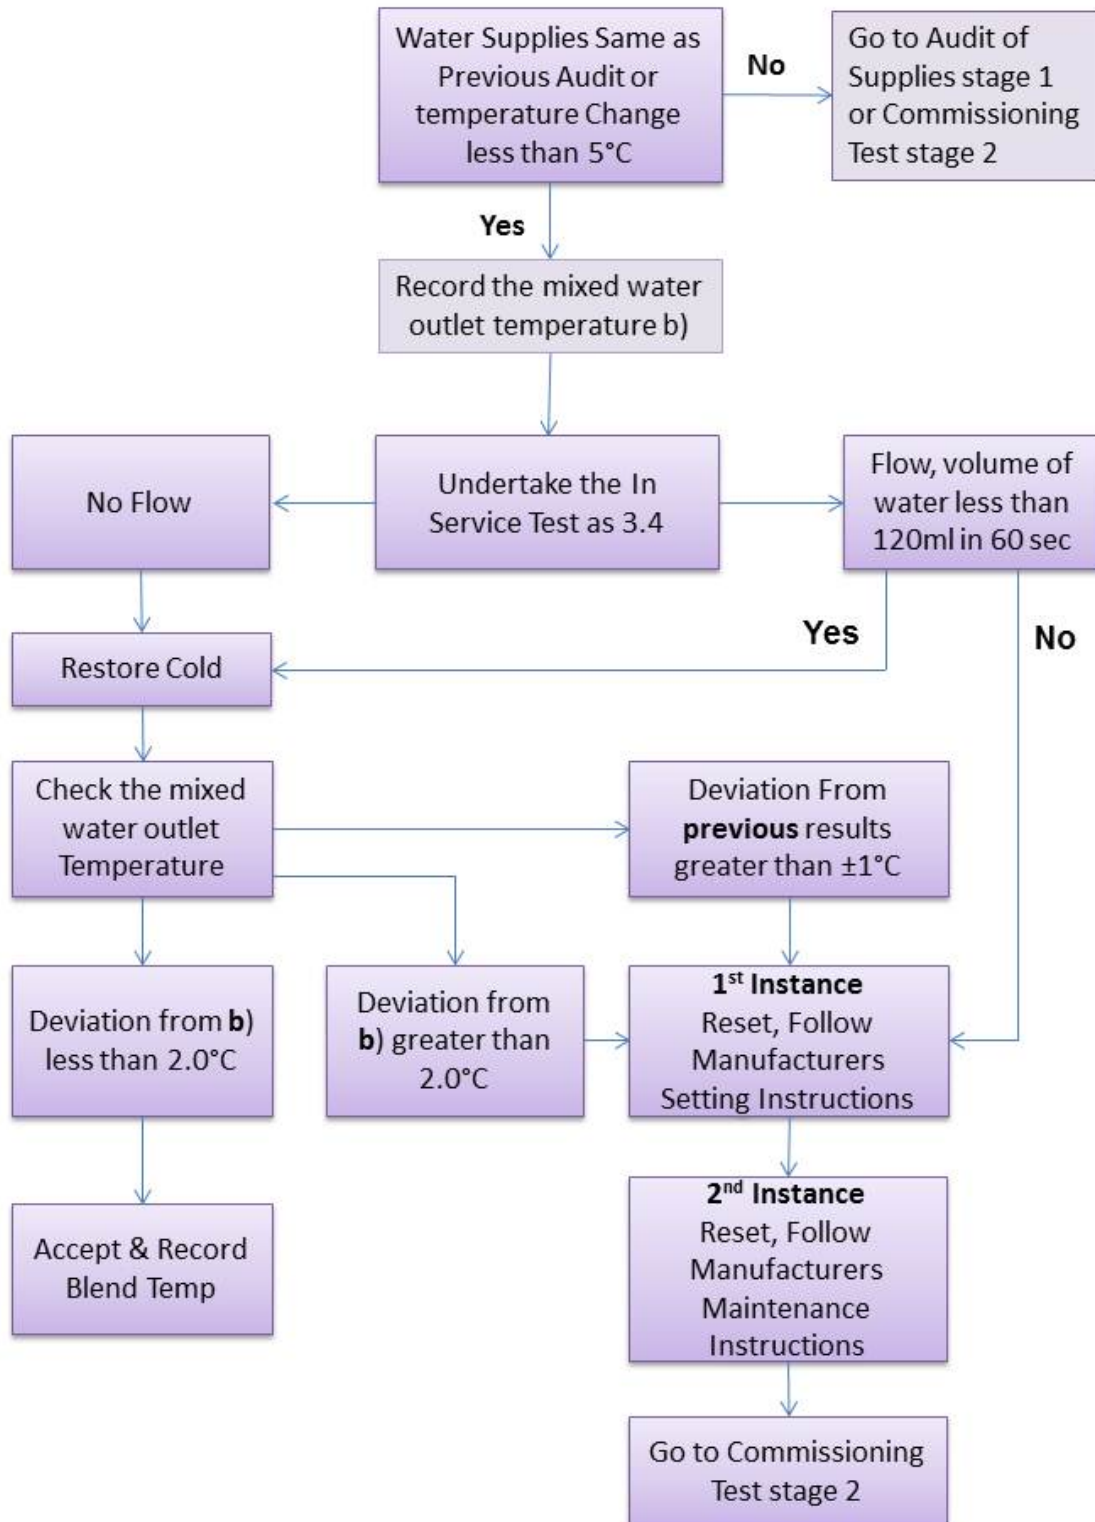 Water Supplies Same as
Previous Audit or
temperature Change
less than 5°C
No
Go to Audit of
Supplies stage 1
or Commissioning
Test stage 2
Yes
Record the mixed water
outlet temperature b)
No Flow
Undertake the In
Service Test as 3.4
Flow, volume of
water less than
120ml in 60 sec
Yes
No
Restore Cold
Check the mixed
water outlet
Temperature
Deviation From
previous results
greater than ±1°C
Deviation from b)
less than 2.0°C
Deviation from
b) greater than
2.0°C
1st Instance
Reset, Follow
Manufacturers
Setting Instructions
Accept & Record
Blend Temp
2nd Instance
Reset, Follow
Manufacturers
Maintenance
Instructions
Go to Commissioning
Test stage 2